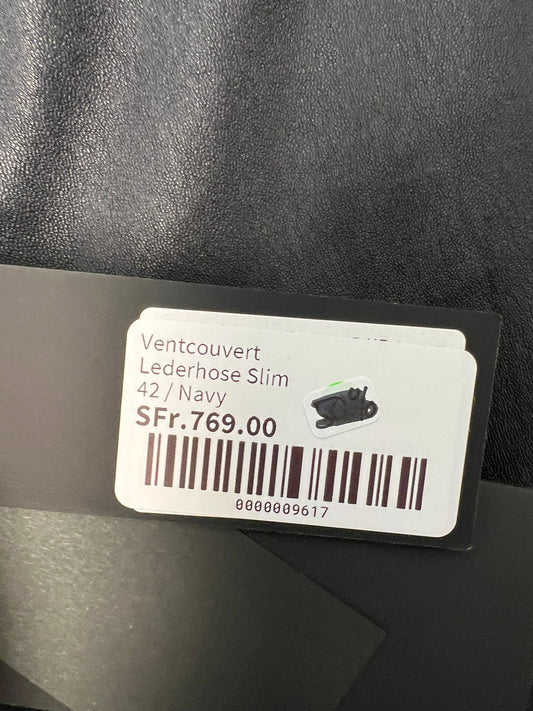 Ventcouvert
Lederhose Slim
42 / Navy
SFr.769.00
0000009617